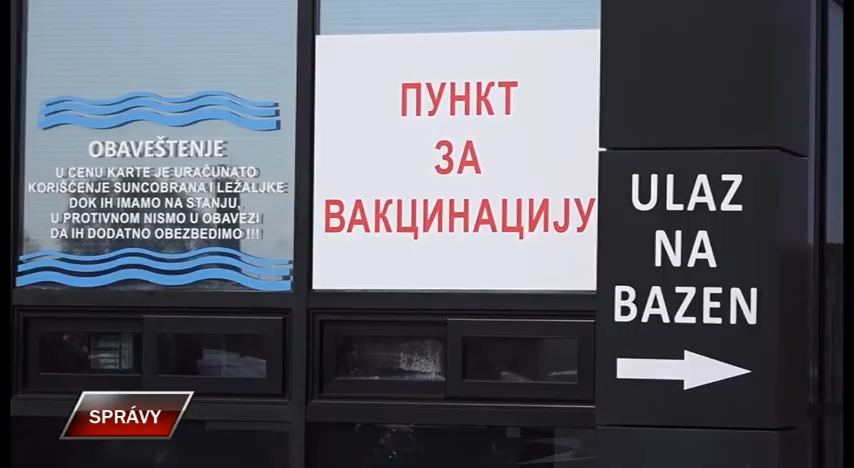 OBAVEŠTENJE
U CENU KARTE JE URAČUNATO
KORIŠĆENJE SUNCOBRANA I LEŽALJKE
DOK IH IMAMO NA STANJU,
U PROTIVNOM NISMO U OBAVEZI
DA IH DODATNO OBEZBEDIMO !!!
ПУНКТ
ЗА
ВАКЦИНАЦИЈУ
ULAZ
NA
BAZEN
SPRÁVY